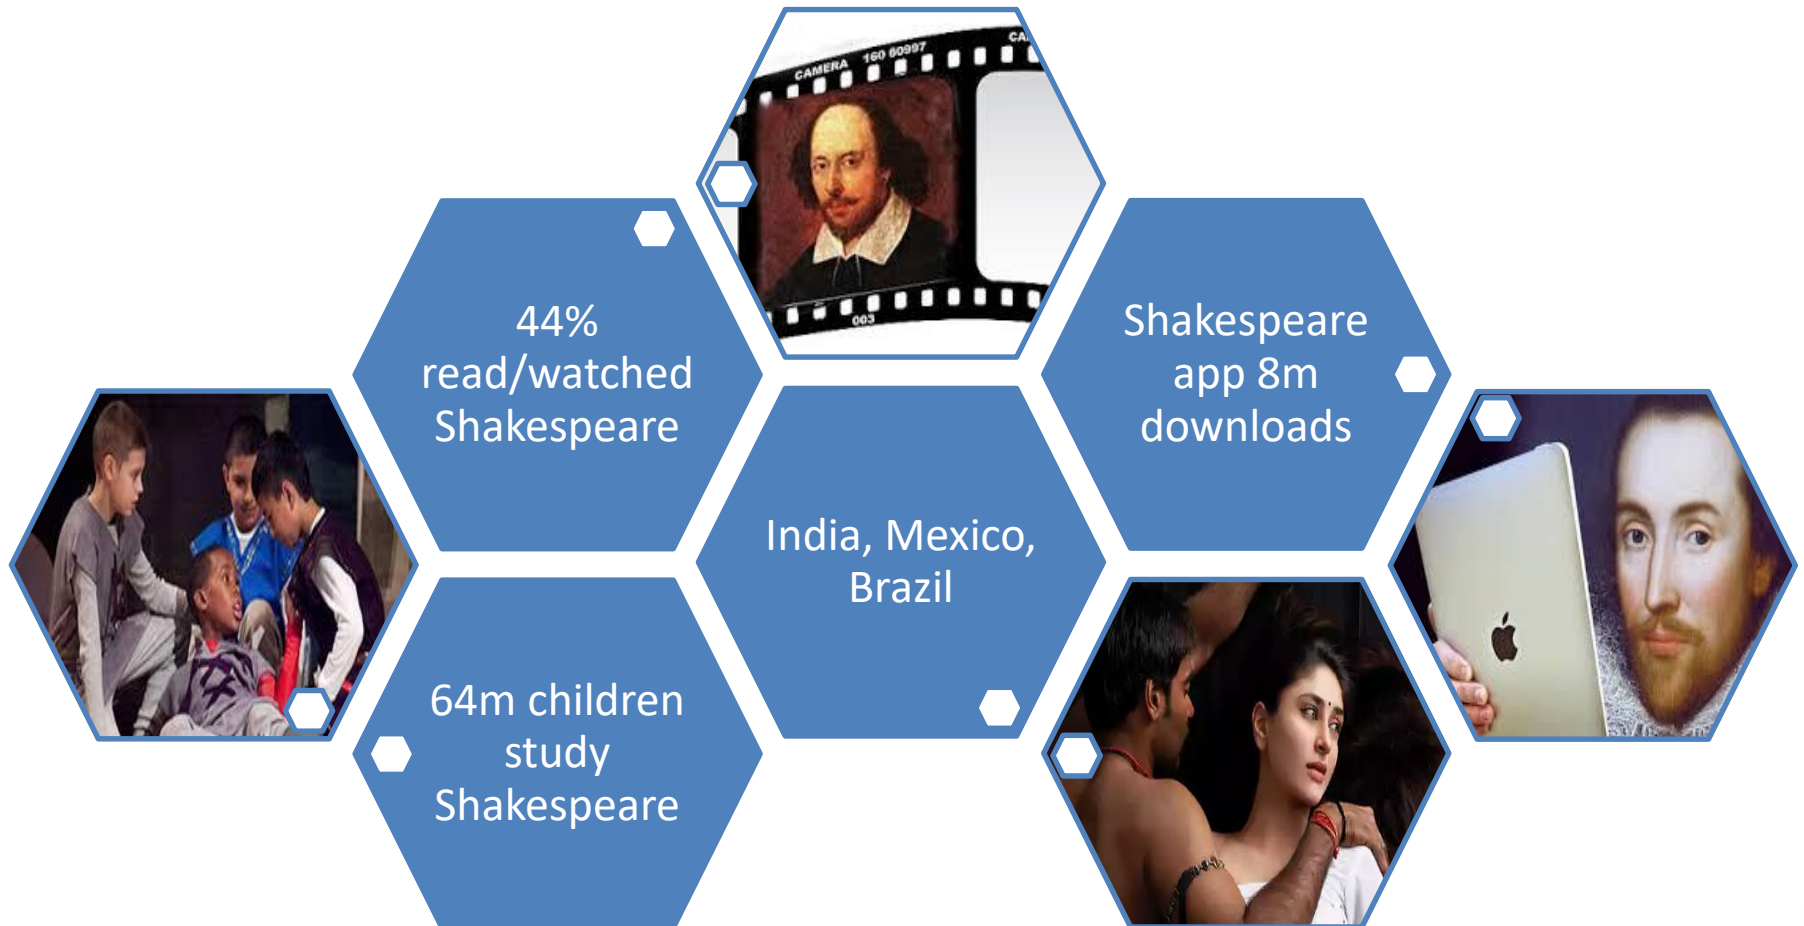 CAMERA 160 60997
CA
003
44%
read/watched
Shakespeare
Shakespeare
app 8m
downloads
India, Mexico,
Brazil
64m children
study
Shakespeare